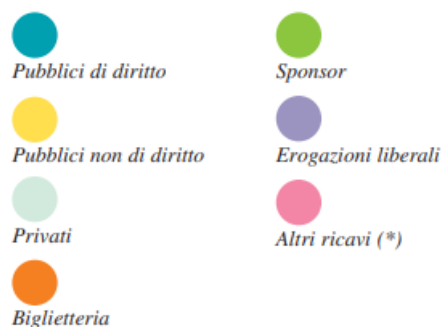 Pubblici di diritto
Pubblici non di diritto
Privati
Biglietteria
Sponsor
Erogazioni liberali
Altri ricavi (*)